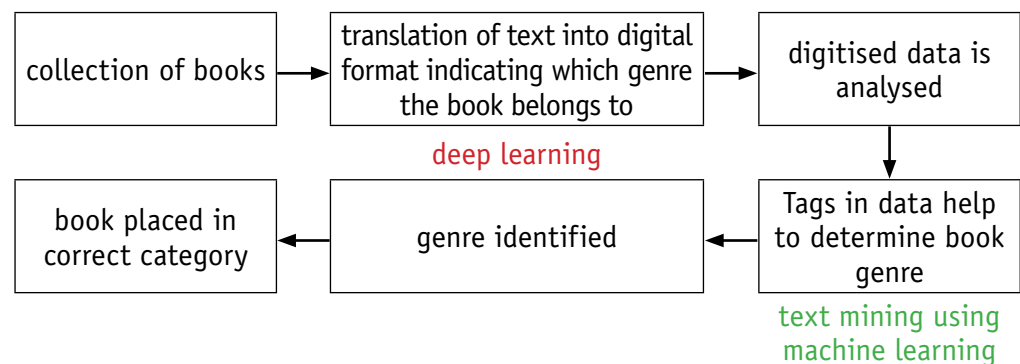 collection of books
translation of text into digital
format indicating which genre
the book belongs to
digitised data is
analysed
deep learning
Tags in data help
to determine book
genre
text mining using
machine learning
genre identified
book placed in
correct category